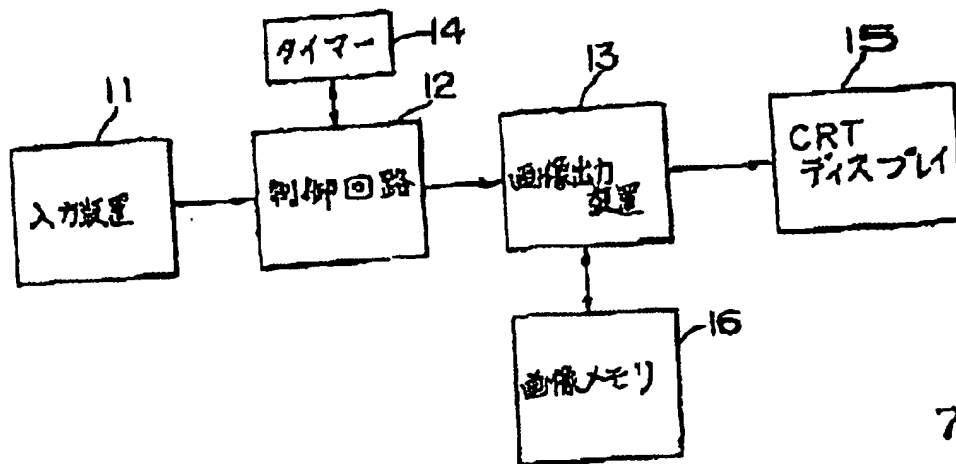 14
タイマー
15
13
12
11
CRT
ディスプレイ
画像出力
装置
制御回路
入力装置
16
画像メモリ
7